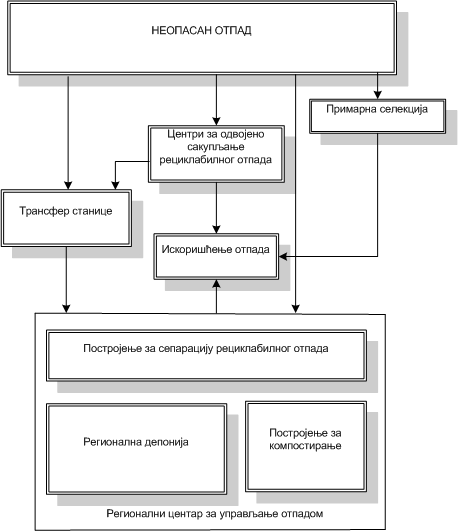 НЕОПАСАН ОТПАД
Примарна селекција
Центри за одвојено
сакупљање
рециклабилног отпада
Трансфер станице
Искоришћење отпада
Постројење за сепарацију рециклабилног отпада
Регионална депонија
Постројење за
компостирање
Регионални центар за управљање отпадом